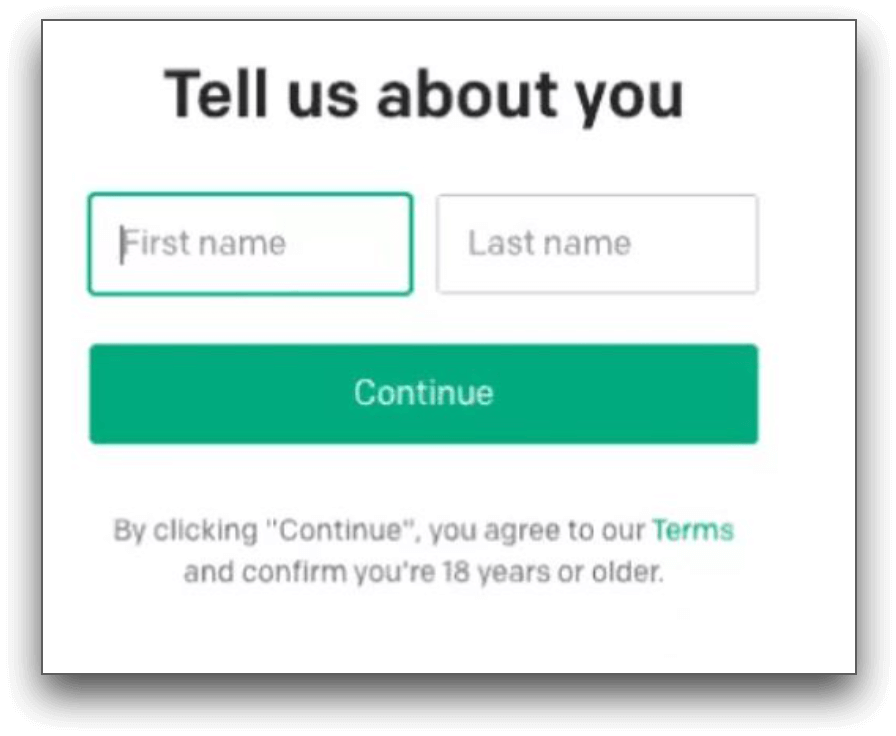 Tell us about you
First name Last name
Continue
By clicking "Continue", you agree to our Terms
and confirm you're 18 years or older.